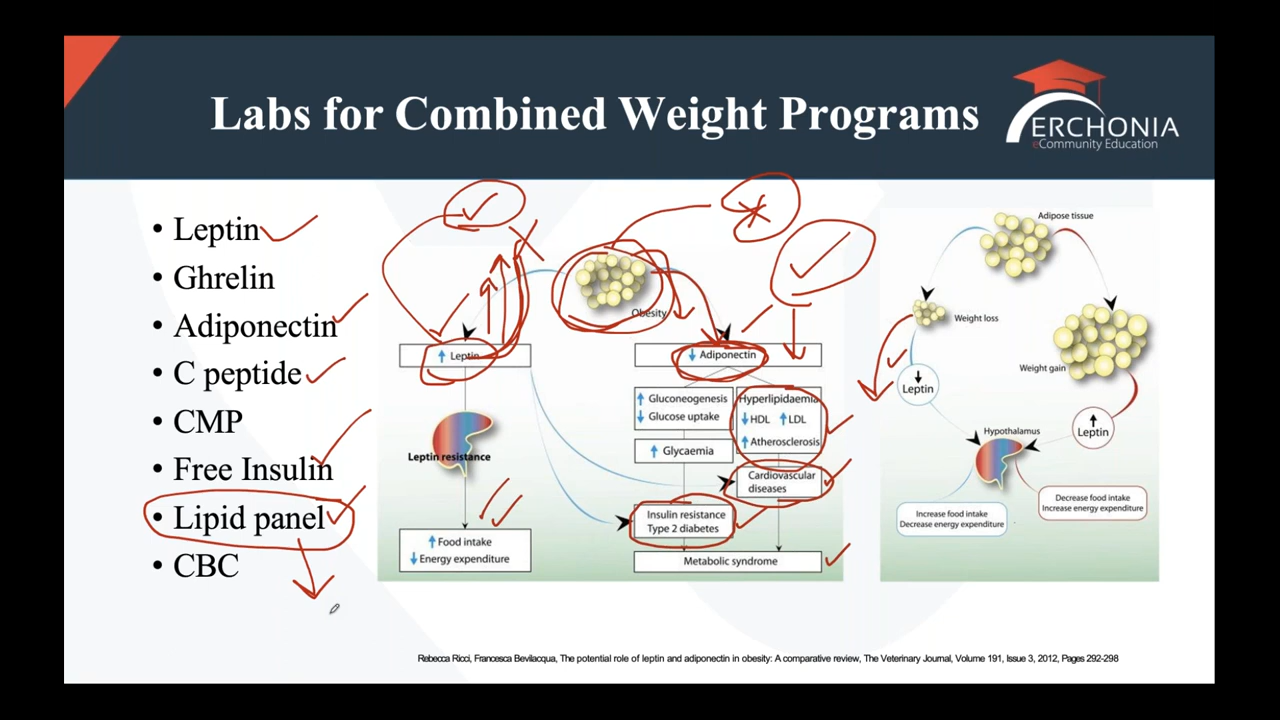 Labs for Combined Weight Programs
ERCHONIA
eCommunity Education
• Leptin
• Ghrelin
• Adiponectin
• C peptide
• CMP
• Free Insulin
• Lipid panel
• CBC
Obesity
↑ Leptin
Leptin resistance
↑ Food intake
↓ Energy expenditure
↓ Adiponectin
↑ Gluconeogenesis
↓ Glucose uptake
↑ Glycaemia
Hyperlipidaemia
↓HDL ↑LDL
↑ Atherosclerosis
Cardiovascular
diseases
Insulin resistance
Type 2 diabetes
Metabolic syndrome
Adipose tissue
Weight loss
Weight gain
↓
Leptin
↑
Leptin
Hypothalamus
Increase food intake
Decrease energy expenditure
Decrease food intake
Increase energy expenditure
Rebecca Ricci, Francesca Bevilacqua, The potential role of leptin and adiponectin in obesity: A comparative review, The Veterinary Journal, Volume 191, Issue 3, 2012, Pages 292-298